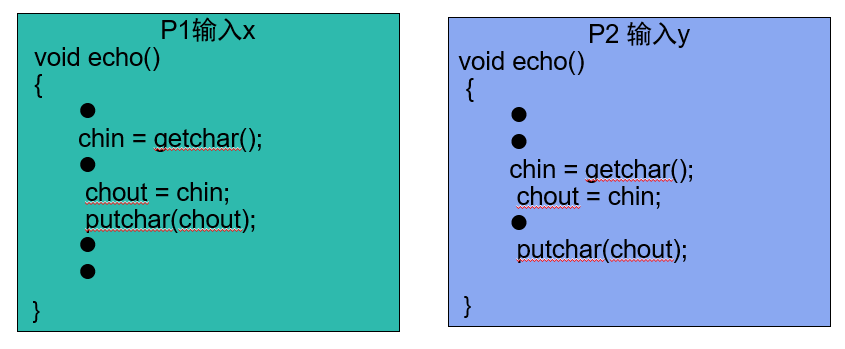 P1输入x
void echo()
{
●
chin = getchar();
●
chout = chin;
putchar(chout);
●
●
}
P2 输入y
void echo()
{
●
●
chin = getchar();
chout = chin;
●
putchar(chout);
}